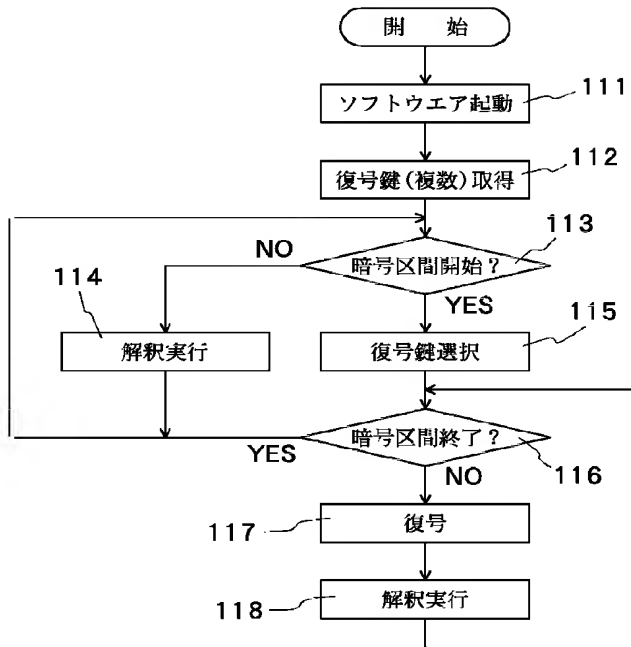 開 始
ソフトウエア起動
111
復号鍵(複数)取得
112
暗号区間開始?
113
NO
YES
114
解釈実行
復号鍵選択
115
暗号区間終了?
116
YES
NO
復号
117
解釈実行
118